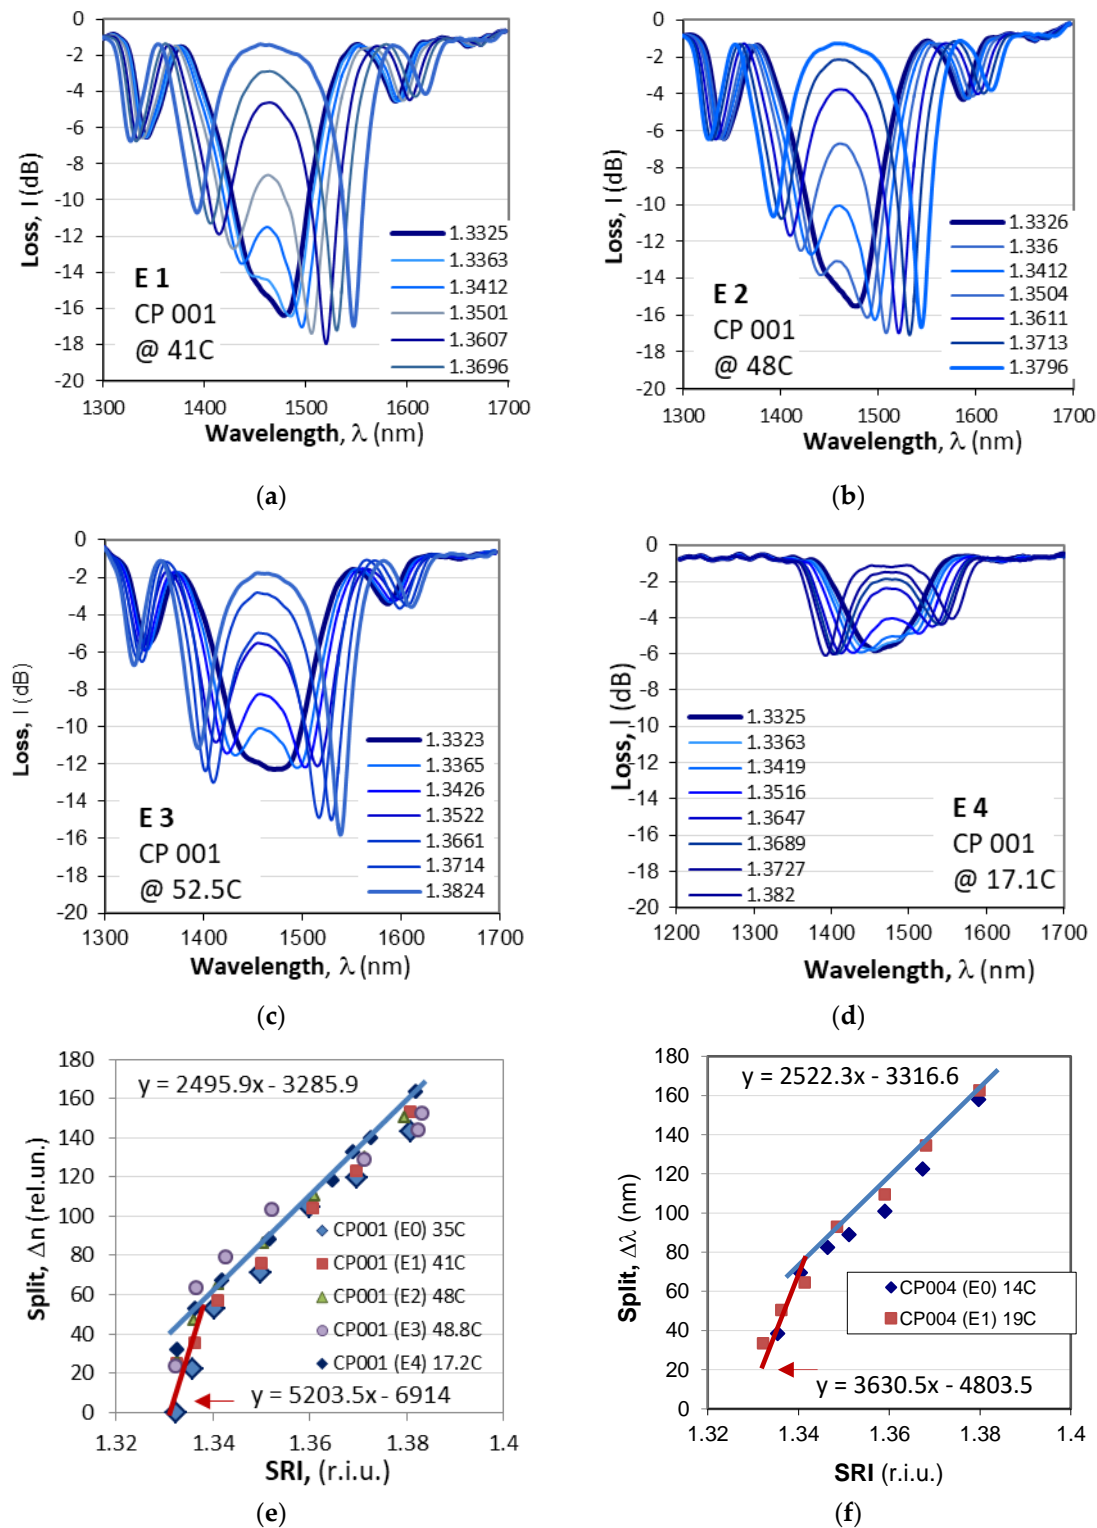 0
-2
-4
-6
-8
-10
-12
-14
-16
-18
-20
Loss, I (dB)
1300 1400 1500 1600 1700
Wavelength, λ (nm)
E 1
CP 001
@ 41C
1.3325
1.3363
1.3412
1.3501
1.3607
1.3696
(a)
0
-2
-4
-6
-8
-10
-12
-14
-16
-18
-20
Loss, I (dB)
1300 1400 1500 1600 1700
Wavelength, λ (nm)
E 2
CP 001
@ 48C
1.3326
1.336
1.3412
1.3504
1.3611
1.3713
1.3796
(b)
0
-2
-4
-6
-8
-10
-12
-14
-16
-18
-20
Loss, I (dB)
1300 1400 1500 1600 1700
Wavelength, λ (nm)
E 3
CP 001
@ 52.5C
1.3323
1.3365
1.3426
1.3522
1.3661
1.3714
1.3824
(c)
0
-2
-4
-6
-8
-10
-12
-14
-16
-18
-20
Loss, I (dB)
1200 1300 1400 1500 1600 1700
Wavelength, λ (nm)
1.3325
1.3363
1.3419
1.3516
1.3647
1.3689
1.3727
1.382
E 4
CP 001
@ 17.1C
(d)
180
160
140
120
100
80
60
40
20
0
Split, Δn (rel.un.)
y = 2495.9x - 3285.9
CP001 (E0) 35C
CP001 (E1) 41C
CP001 (E2) 48C
CP001 (E3) 48.8C
CP001 (E4) 17.2C
y = 5203.5x - 6914
1.32 1.34 1.36 1.38 1.4
SRI, (r.i.u.)
(e)
180
160
140
120
100
80
60
40
20
0
Split, Δλ (nm)
y = 2522.3x - 3316.6
CP004 (E0) 14C
CP004 (E1) 19C
y = 3630.5x - 4803.5
1.32 1.34 1.36 1.38 1.4
SRI (r.i.u.)
(f)